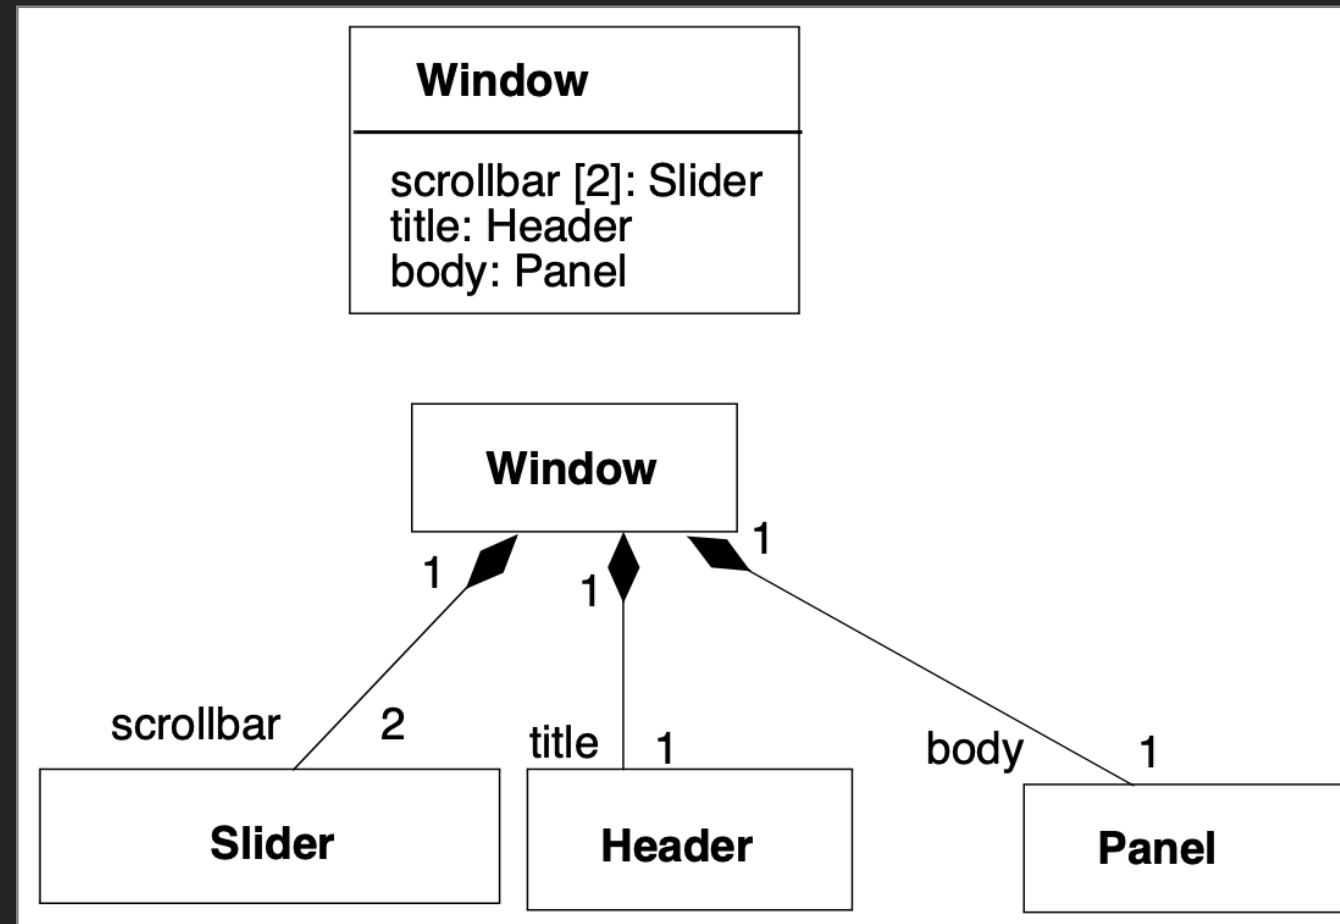 Window
scrollbar [2]: Slider
title: Header
body: Panel
Window
1
1
1
scrollbar
2
title
1
body
1
Slider
Header
Panel